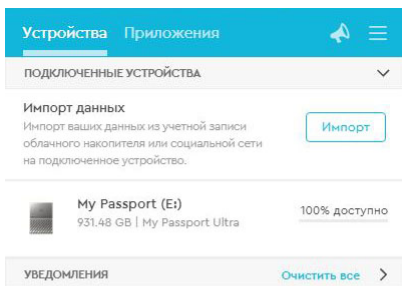 Устройства Приложения
ПОДКЛЮЧЕННЫЕ УСТРОЙСТВА
Импорт данных
Импорт ваших данных из учетной записи
облачного накопителя или социальной сети
на подключенное устройство.
Импорт
My Passport (E:)
931.48 GB | My Passport Ultra
100% доступно
УВЕДОМЛЕНИЯ
Очистить все